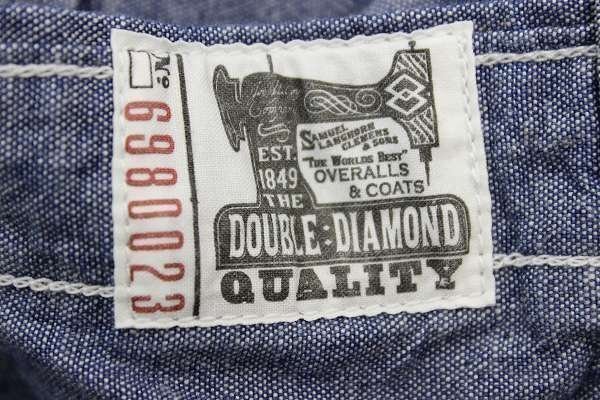 No.
6980023
SAMUEL
LANGHORN
CLEMENS
& SONS
"THE WORLDS BEST"
OVERALLS
& COATS
EST.
1849
THE
DOUBLE:DIAMOND
QUALITY